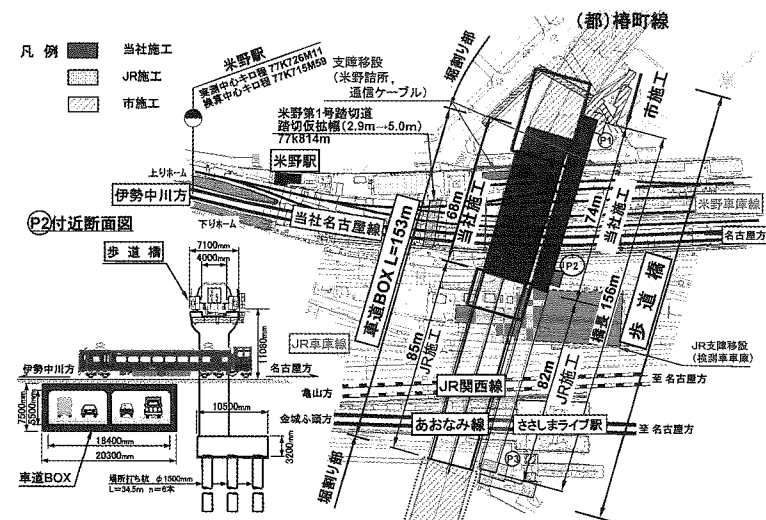 (都)椿町線
凡 例
当社施工
JR施工
市施工
米野駅
実測中心キロ程 77K726M11
換算中心キロ程 77K715M59
支障移設
(米野詰所,
通信ケーブル)
米野第1号踏切道
踏切仮拡幅(2.9m→5.0m)
77k814m
堀割り部
市施工
P1
上りホーム
米野駅
伊勢中川方
下りホーム
当社名古屋線
68m
当社施工
74m
当社施工
米野車庫線
名古屋方
車道BOX L=153m
P2
橋長 156m
歩道橋
P2付近断面図
歩道橋
7100mm
4000mm
11080mm
伊勢中川方
名古屋方
7500mm
5500mm
18400mm
20300mm
車道BOX
10500mm
3200mm
場所打ち杭 φ1500mm
L=34.5m n=6本
JR車庫線
85m
JR施工
82m
JR施工
JR支障移設
(検測車車庫)
JR関西線
亀山方
至 名古屋方
金城ふ頭方
あおなみ線
ささしまライブ駅
至 名古屋方
P3
堀割り部